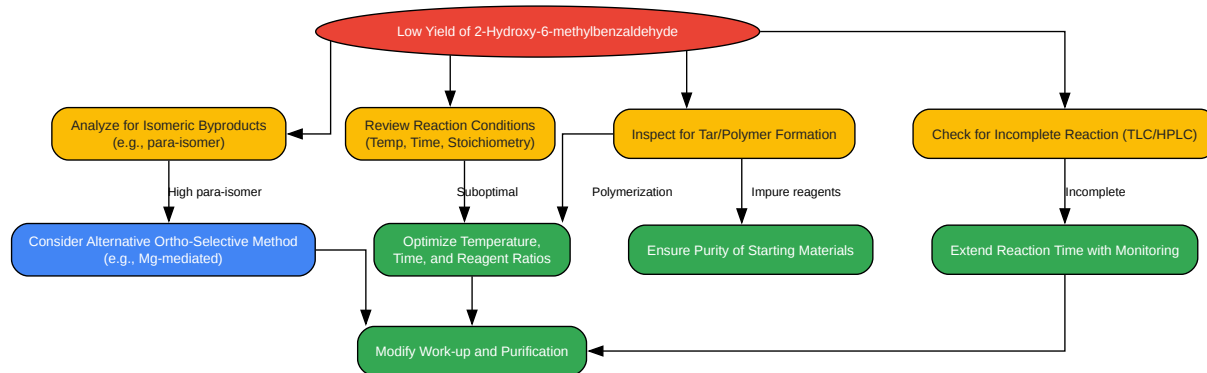 Low Yield of 2-Hydroxy-6-methylbenzaldehyde
Analyze for Isomeric Byproducts
(e.g., para-isomer)
Review Reaction Conditions
(Temp, Time, Stoichiometry)
Inspect for Tar/Polymer Formation
Check for Incomplete Reaction (TLC/HPLC)
High para-isomer
Suboptimal
Polymerization
Impure reagents
Incomplete
Consider Alternative Ortho-Selective Method
(e.g., Mg-mediated)
Optimize Temperature,
Time, and Reagent Ratios
Ensure Purity of Starting Materials
Extend Reaction Time with Monitoring
Modify Work-up and Purification